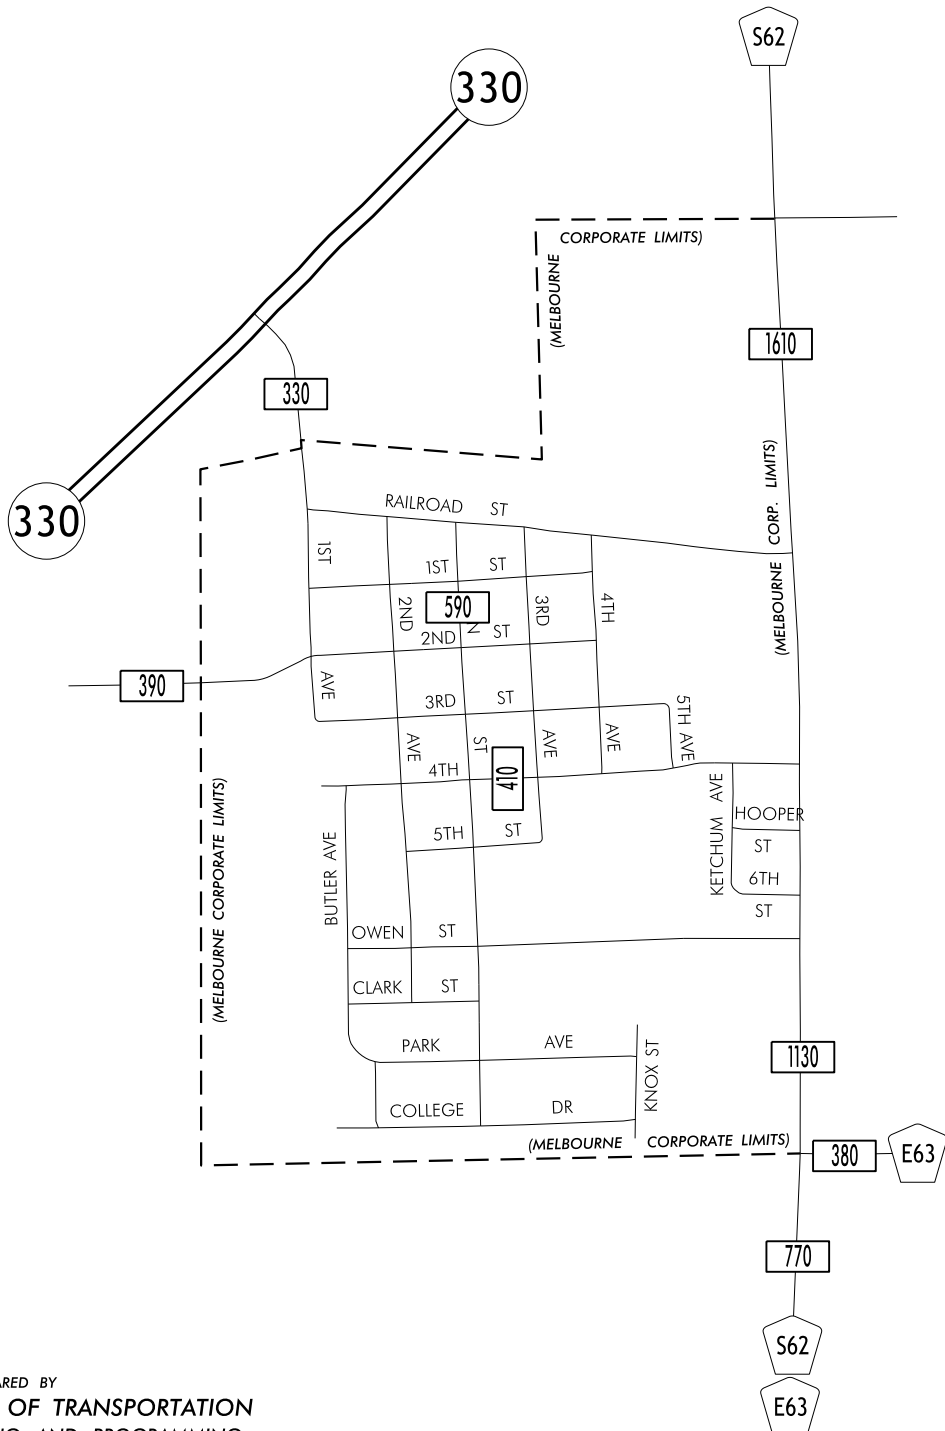 S62
330
CORPORATE LIMITS)
(MELBOURNE
1610
330
(MELBOURNE CORP. LIMITS)
330
RAILROAD ST
1ST
1ST ST
2ND
590
3RD
4TH
2ND ST
390
AVE
3RD ST
5TH AVE
AVE
ST
AVE
AVE
4TH
410
KETCHUM AVE
HOOPER
ST
5TH ST
6TH
ST
BUTLER AVE
(MELBOURNE CORPORATE LIMITS)
OWEN ST
CLARK ST
PARK AVE
KNOX ST
1130
COLLEGE DR
(MELBOURNE CORPORATE LIMITS)
380
E63
770
S62
E63
BY
OF TRANSPORTATION
AND PROGRAMMING